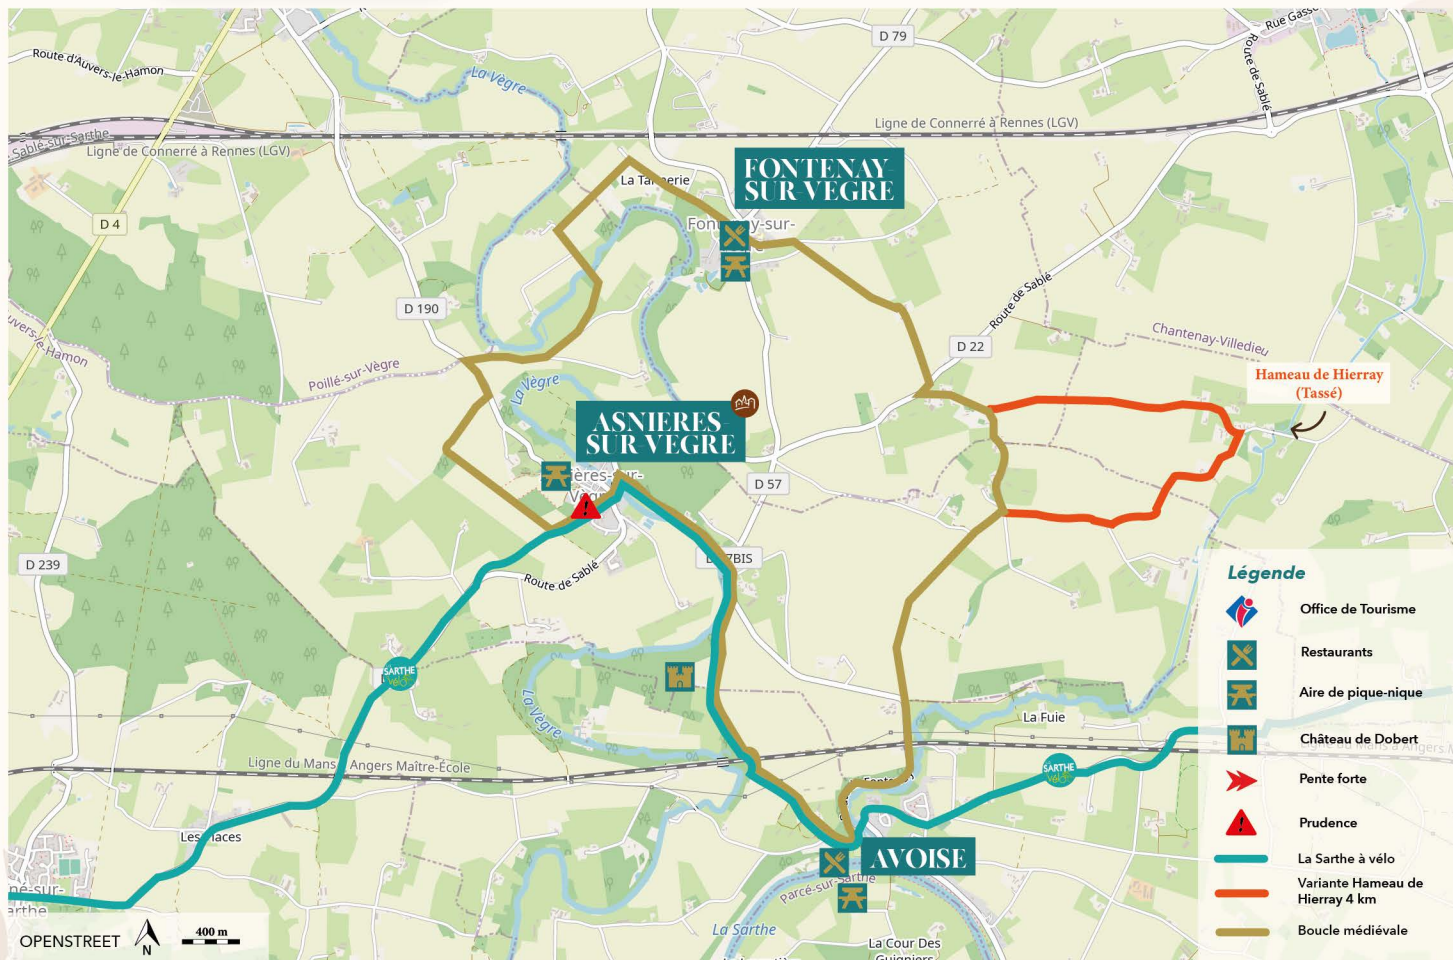 D 79
Rue Gasse
Route de Sablé
Route d'Auvers-le-Hamon
La Vègre
Ligne de Connerré à Rennes (LGV)
Sablé-sur-Sarthe
Ligne de Connerré à Rennes (LGV)
FONTENAY-
SUR-VEGRE
La Tannerie
D 4
D 190
Route de Sablé
D 22
Chantenay-Villedieu
Poillé-sur-Vègre
Hameau de Hierray
(Tassé)
La Vègre
ASNIERES-
SUR-VEGRE
D 57
D 239
Route de Sablé
SARTHE
vélo
La Vègre
La Fuie
Ligne du Mans
Angers Maître-École
SARTHE
vélo
Les Places
AVOISE
Parcé-sur-Sarthe
La Sarthe
La Cour Des
Guigniers
Légende
Office de Tourisme
Restaurants
Aire de pique-nique
Château de Dobert
Pente forte
Prudence
La Sarthe à vélo
Variante Hameau de
Hierray 4 km
Boucle médiévale
OPENSTREET
N
400 m